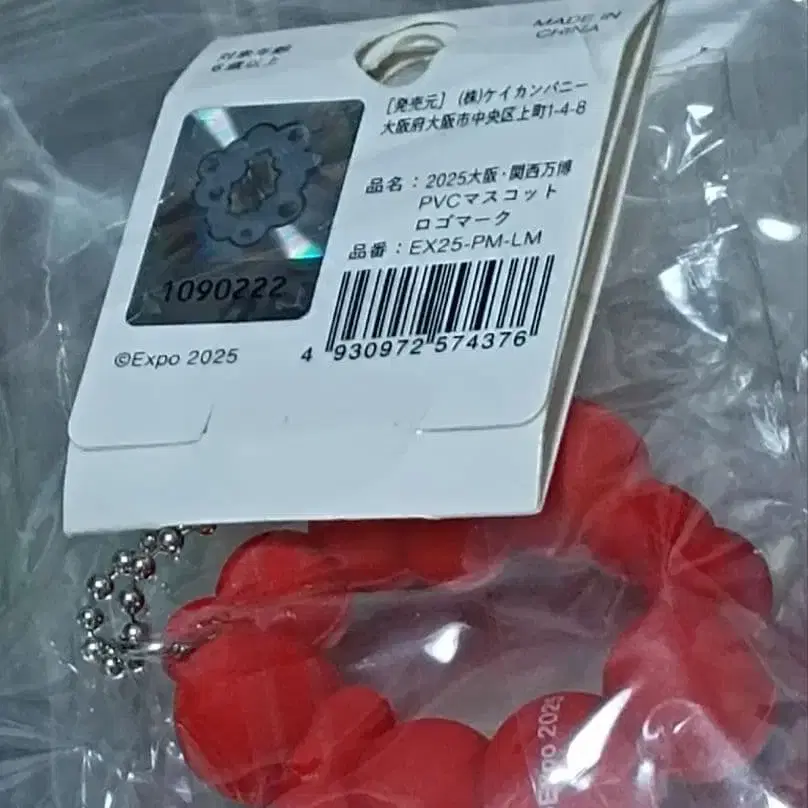 対象年齢
6歳以上
MADE IN
CHINA
[発売元] (株)ケイカンパニー
大阪府大阪市中央区上町1-4-8
品名：2025大阪・関西万博
PVCマスコット
ロゴマーク
品番：EX25-PM-LM
1090222
©Expo 2025
4 930972 574376
Expo 2025